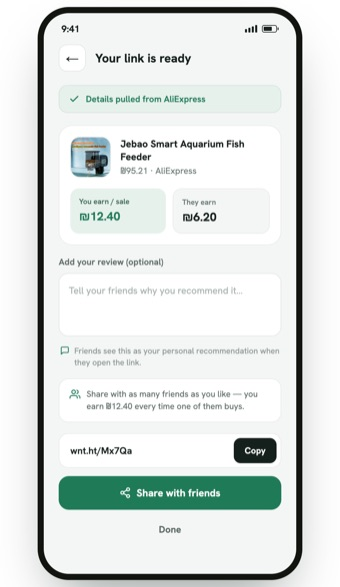 9:41
Your link is ready
Details pulled from AliExpress
Jebao Smart Aquarium Fish
Feeder
₪95.21 · AliExpress
You earn / sale
₪12.40
They earn
₪6.20
Add your review (optional)
Tell your friends why you recommend it…
Friends see this as your personal recommendation when
they open the link.
Share with as many friends as you like — you
earn ₪12.40 every time one of them buys.
wnt.ht/Mx7Qa
Copy
Share with friends
Done